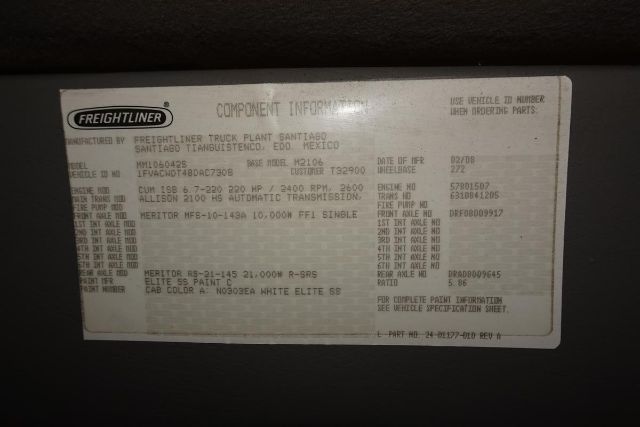 FREIGHTLINER
COMPONENT INFORMATION
USE VEHICLE ID NUMBER
WHEN ORDERING PARTS.
MANUFACTURED BY FREIGHTLINER TRUCK PLANT SANTIAGO
SANTIAGO TIANGUISTENCO, EDO. MEXICO
MODEL MM106042S BASE MODEL M2106 DATE OF MFR 02/08
VEHICLE ID NO 1FVACWDT48DAC7308 CUSTOMER T32900 WHEELBASE 272
ENGINE MOD CUM ISB 6.7-220 220 HP / 2400 RPM, 2600 ENGINE NO 57801507
MAIN TRANS MOD ALLISON 2100 HS AUTOMATIC TRANSMISSION, TRANS NO 6310841205
FIRE PUMP MOD FIRE PUMP NO
FRONT AXLE MOD MERITOR MFS-10-143A 10,000# FF1 SINGLE FRONT AXLE NO DRF08009917
1ST INT AXLE MOD 1ST INT AXLE NO
2ND INT AXLE MOD 2ND INT AXLE NO
3RD INT AXLE MOD 3RD INT AXLE NO
4TH INT AXLE MOD 4TH INT AXLE NO
5TH INT AXLE MOD 5TH INT AXLE NO
6TH INT AXLE MOD 6TH INT AXLE NO
REAR AXLE MOD MERITOR RS-21-145 21,000# R-SRS REAR AXLE NO DRA08009645
PAINT MFR ELITE SS PAINT C RATIO 5.86
PAINT NUMBER CAB COLOR A: N0303EA WHITE ELITE SS
FOR COMPLETE PAINT INFORMATION
SEE VEHICLE SPECIFICATION SHEET.
PART NO. 24-01177-010 REV A